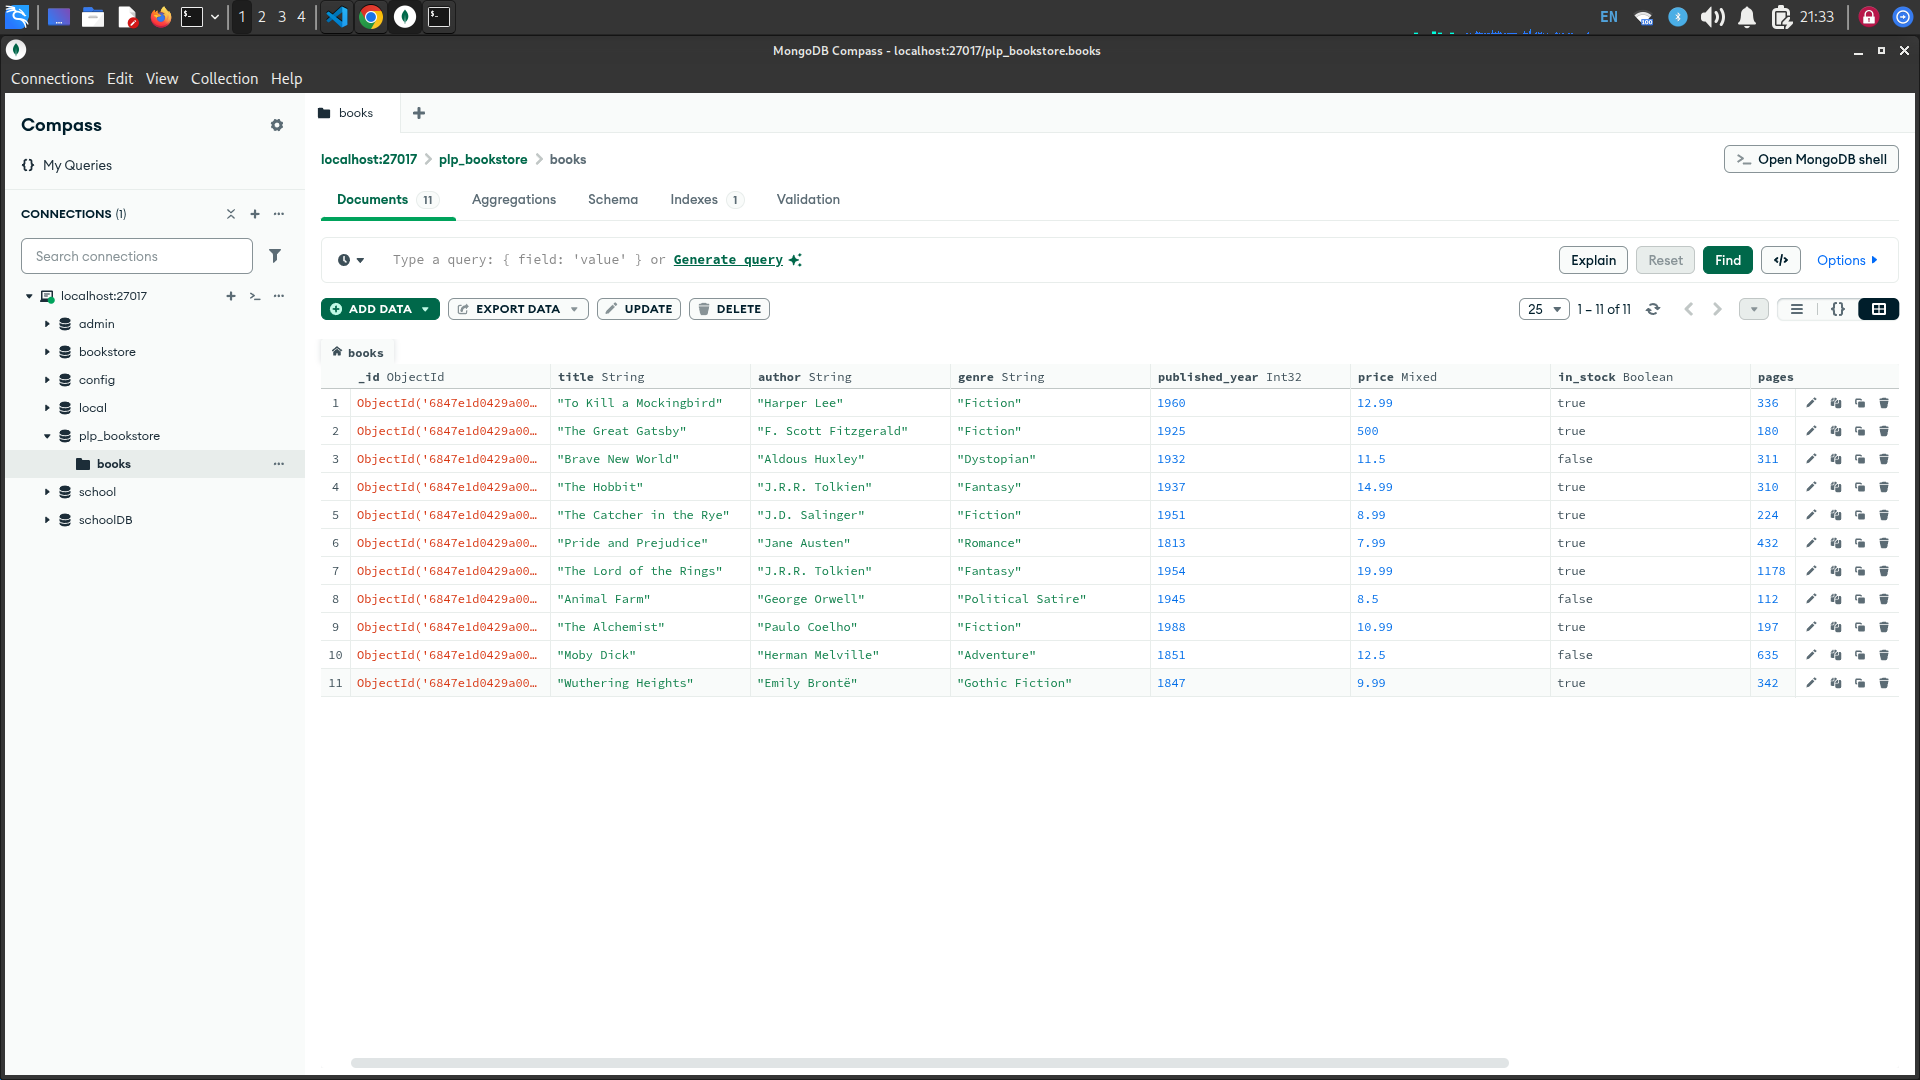 1 2 3 4 EN 100 21:33
MongoDB Compass - localhost:27017/plp_bookstore.books
Connections Edit View Collection Help
Compass
My Queries
CONNECTIONS (1)
Search connections
localhost:27017
admin
bookstore
config
local
plp_bookstore
books
school
schoolDB
books
localhost:27017 > plp_bookstore > books
>_ Open MongoDB shell
Documents 11 Aggregations Schema Indexes 1 Validation
Type a query: { field: 'value' } or Generate query
Explain Reset Find </> Options
ADD DATA EXPORT DATA UPDATE DELETE
25 1 – 11 of 11 {}
books
_id ObjectId title String author String genre String published_year Int32 price Mixed in_stock Boolean pages
1 ObjectId('6847e1d0429a00… "To Kill a Mockingbird" "Harper Lee" "Fiction" 1960 12.99 true 336
2 ObjectId('6847e1d0429a00… "The Great Gatsby" "F. Scott Fitzgerald" "Fiction" 1925 500 true 180
3 ObjectId('6847e1d0429a00… "Brave New World" "Aldous Huxley" "Dystopian" 1932 11.5 false 311
4 ObjectId('6847e1d0429a00… "The Hobbit" "J.R.R. Tolkien" "Fantasy" 1937 14.99 true 310
5 ObjectId('6847e1d0429a00… "The Catcher in the Rye" "J.D. Salinger" "Fiction" 1951 8.99 true 224
6 ObjectId('6847e1d0429a00… "Pride and Prejudice" "Jane Austen" "Romance" 1813 7.99 true 432
7 ObjectId('6847e1d0429a00… "The Lord of the Rings" "J.R.R. Tolkien" "Fantasy" 1954 19.99 true 1178
8 ObjectId('6847e1d0429a00… "Animal Farm" "George Orwell" "Political Satire" 1945 8.5 false 112
9 ObjectId('6847e1d0429a00… "The Alchemist" "Paulo Coelho" "Fiction" 1988 10.99 true 197
10 ObjectId('6847e1d0429a00… "Moby Dick" "Herman Melville" "Adventure" 1851 12.5 false 635
11 ObjectId('6847e1d0429a00… "Wuthering Heights" "Emily Brontë" "Gothic Fiction" 1847 9.99 true 342